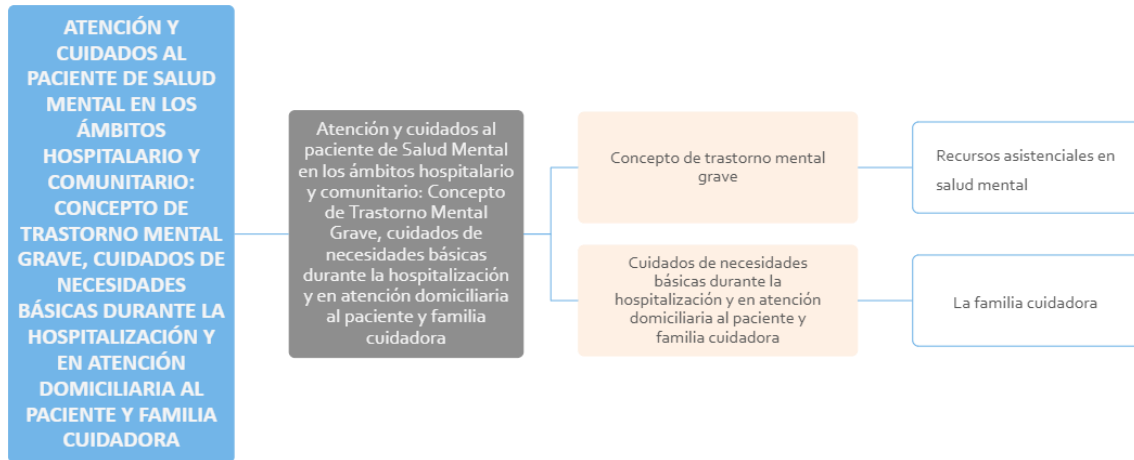 ATENCIÓN Y
CUIDADOS AL
PACIENTE DE SALUD
MENTAL EN LOS
ÁMBITOS
HOSPITALARIO Y
COMUNITARIO:
CONCEPTO DE
TRASTORNO MENTAL
GRAVE, CUIDADOS DE
NECESIDADES
BÁSICAS DURANTE LA
HOSPITALIZACIÓN Y
EN ATENCIÓN
DOMICILIARIA AL
PACIENTE Y FAMILIA
CUIDADORA
Atención y cuidados al
paciente de Salud Mental
en los ámbitos hospitalario
y comunitario: Concepto
de Trastorno Mental
Grave, cuidados de
necesidades básicas
durante la hospitalización
y en atención domiciliaria
al paciente y familia
cuidadora
Concepto de trastorno mental
grave
Recursos asistenciales en
salud mental
Cuidados de necesidades
básicas durante la
hospitalización y en atención
domiciliaria al paciente y
familia cuidadora
La familia cuidadora